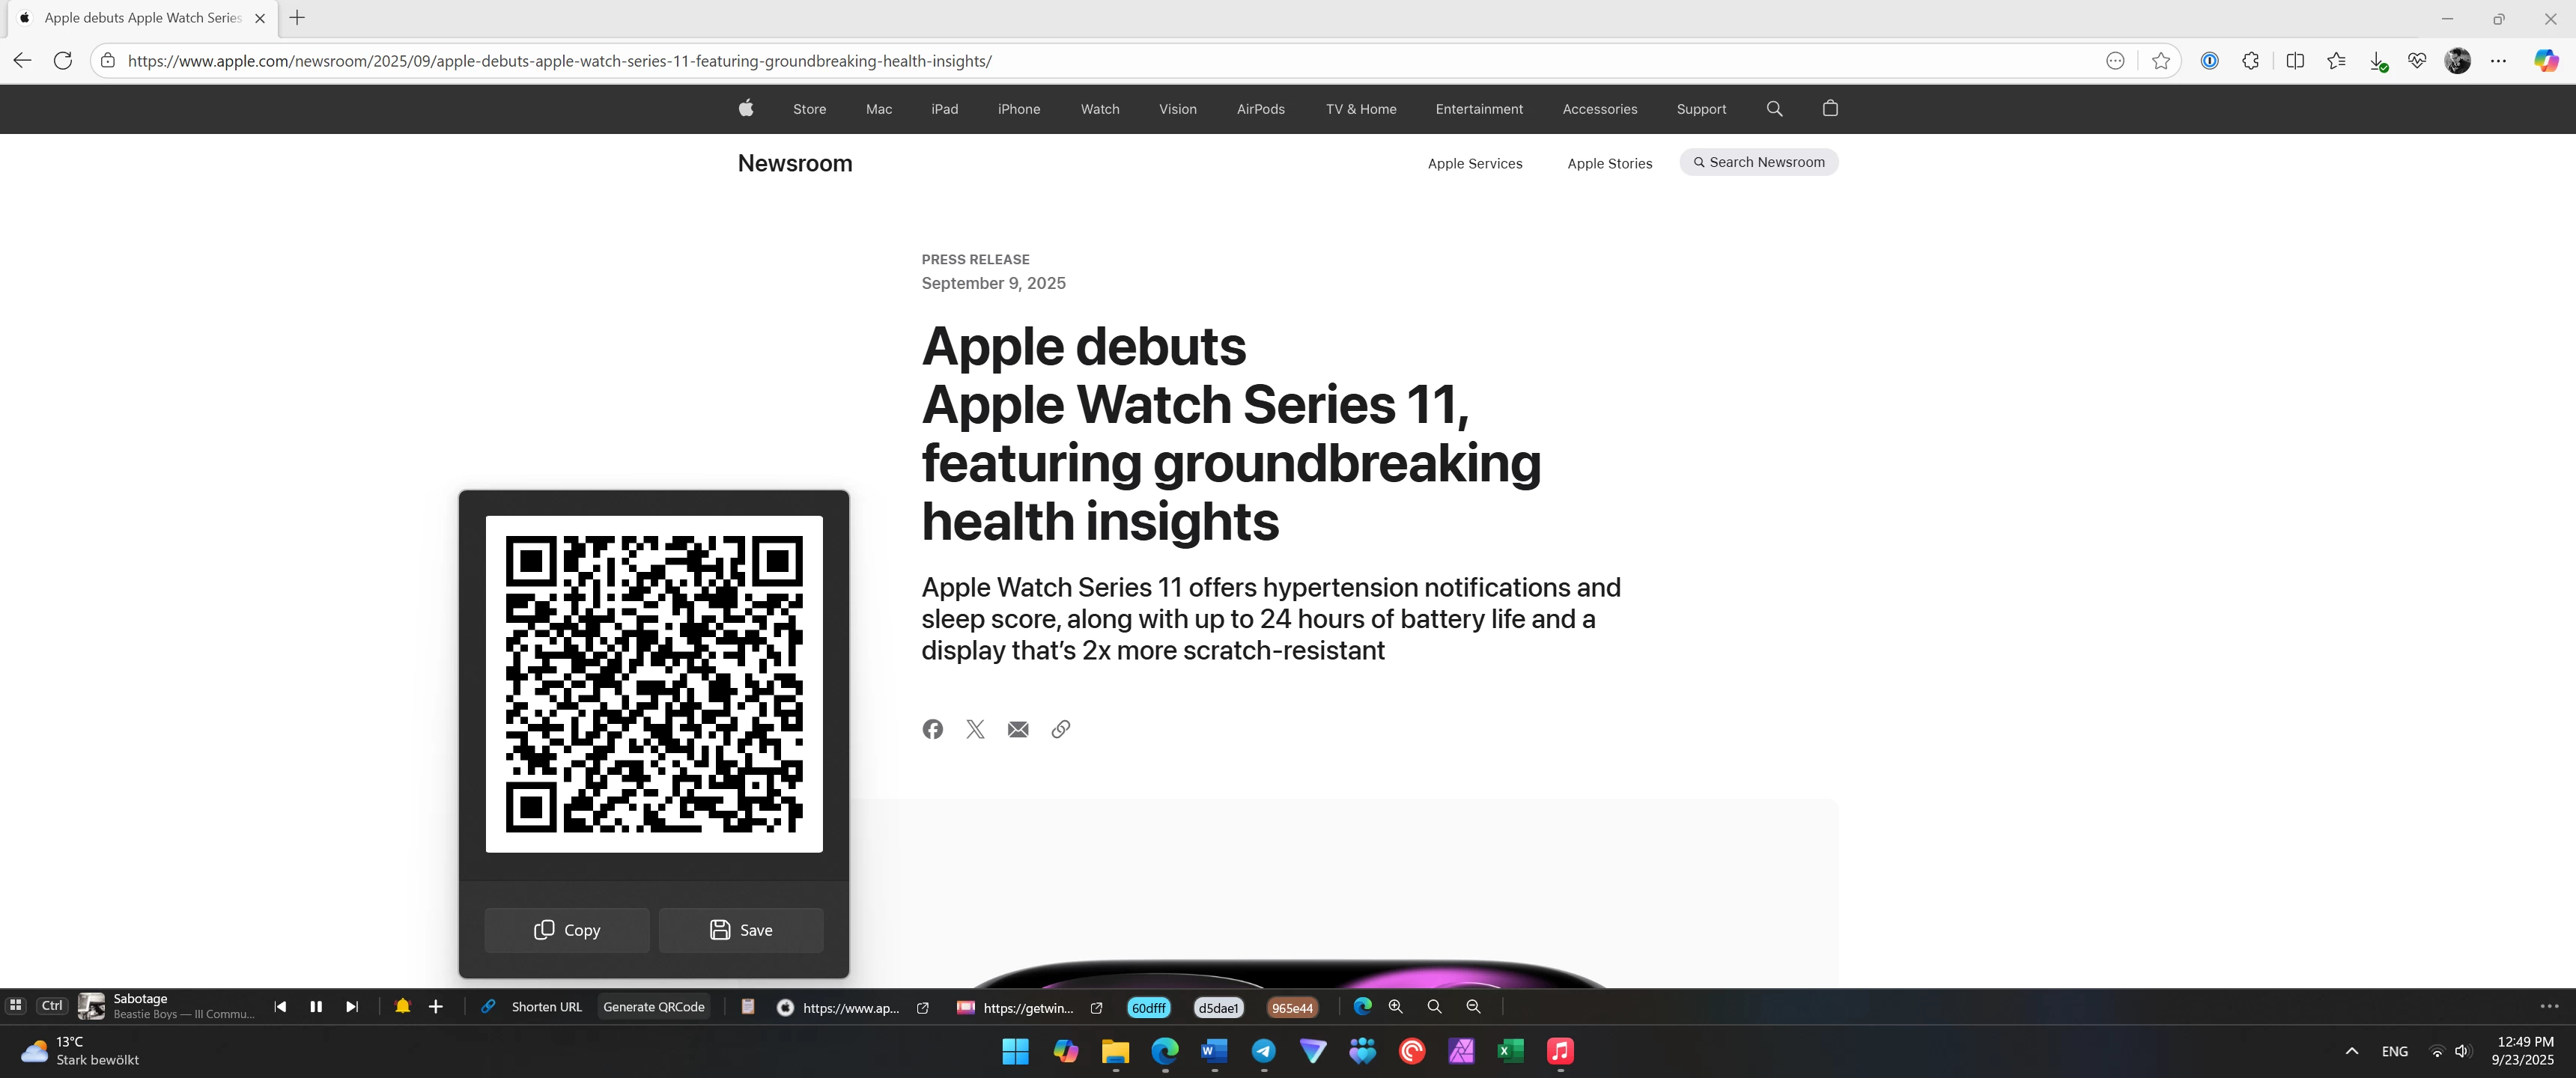 Apple debuts Apple Watch Series
https://www.apple.com/newsroom/2025/09/apple-debuts-apple-watch-series-11-featuring-groundbreaking-health-insights/
Store Mac iPad iPhone Watch Vision AirPods TV & Home Entertainment Accessories Support
Newsroom Apple Services Apple Stories Search Newsroom
PRESS RELEASE
September 9, 2025
Apple debuts
Apple Watch Series 11,
featuring groundbreaking
health insights
Apple Watch Series 11 offers hypertension notifications and
sleep score, along with up to 24 hours of battery life and a
display that’s 2x more scratch-resistant
Copy Save
Ctrl Sabotage
Beastie Boys — Ill Commu...
Shorten URL Generate QRCode https://www.ap... https://getwin... 60dfff d5dae1 965e44
13°C
Stark bewölkt
ENG
12:49 PM
9/23/2025